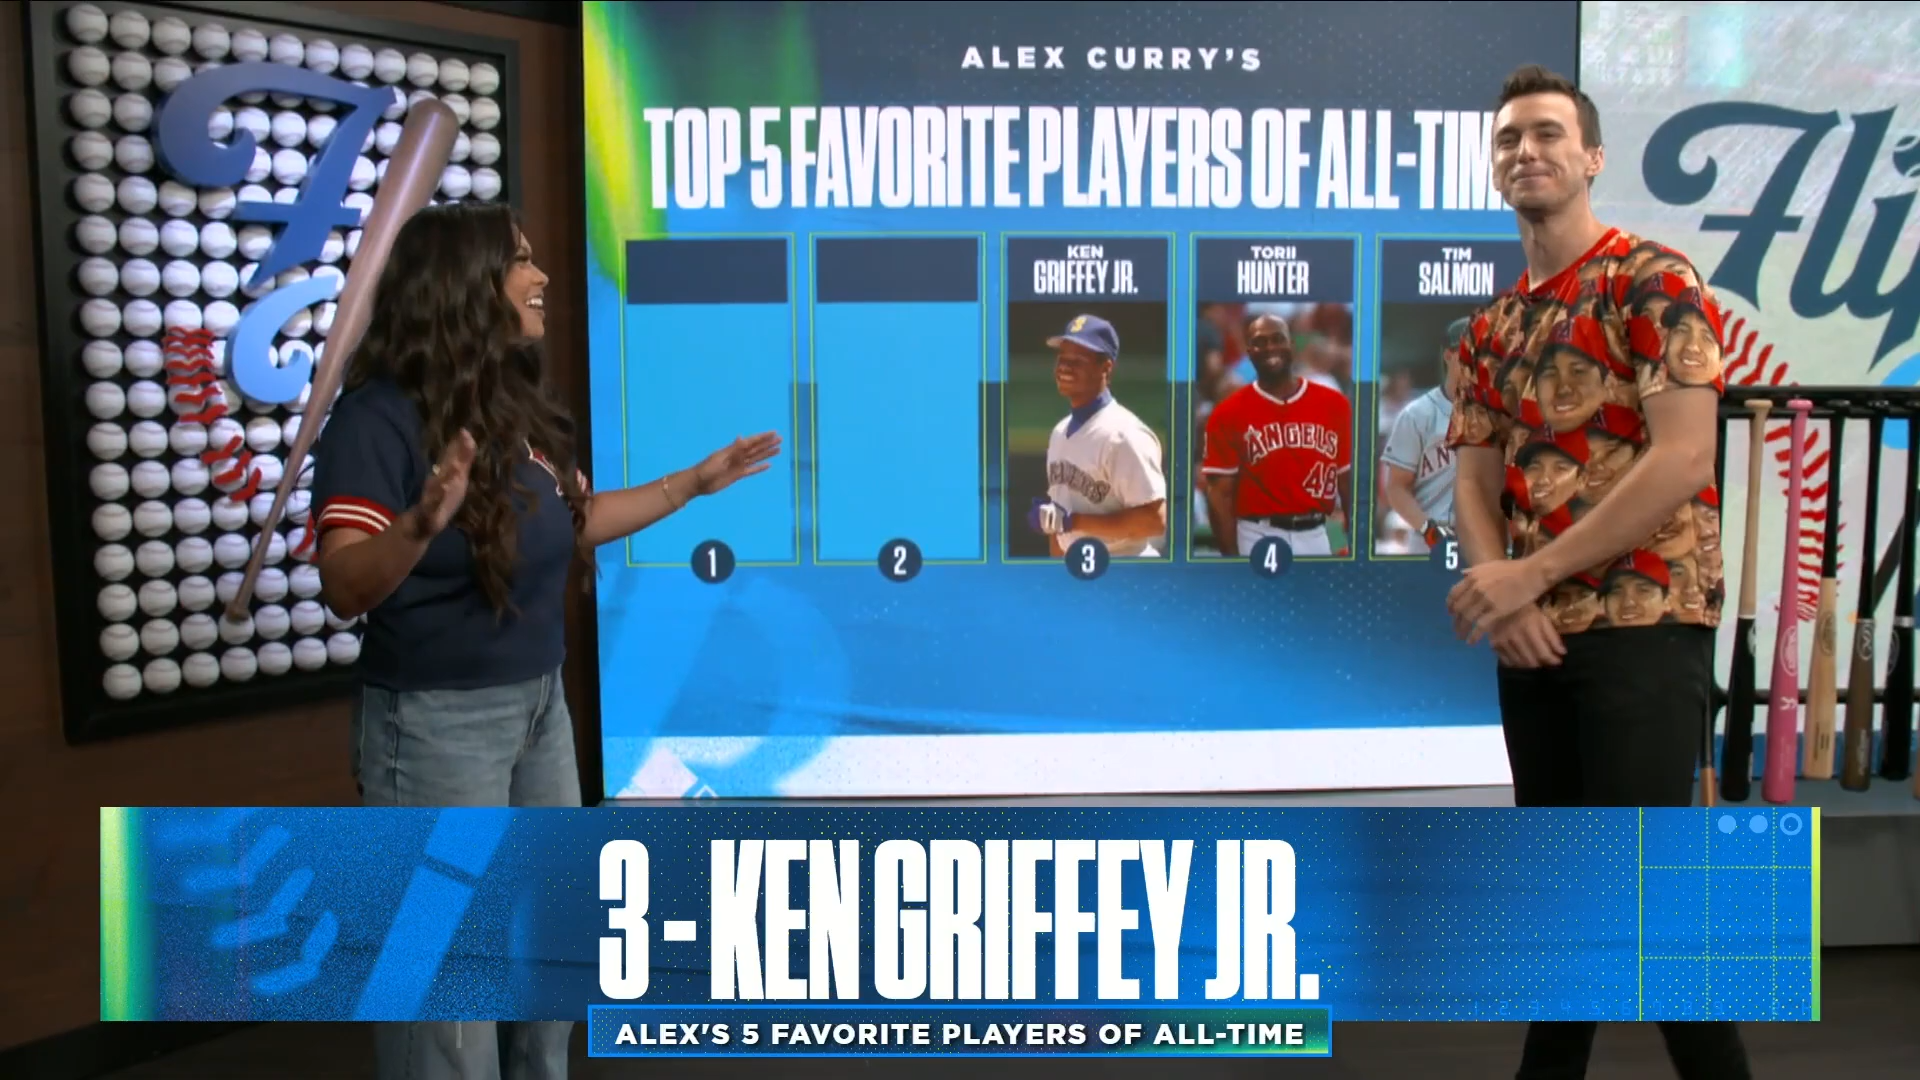 ALEX CURRY'S
TOP 5 FAVORITE PLAYERS OF ALL-TIM
KEN
GRIFFEY JR.
TORII
HUNTER
TIM
SALMON
ANGELS
48
1
2
3
4
5
3 - KEN GRIFFEY JR.
ALEX'S 5 FAVORITE PLAYERS OF ALL-TIME